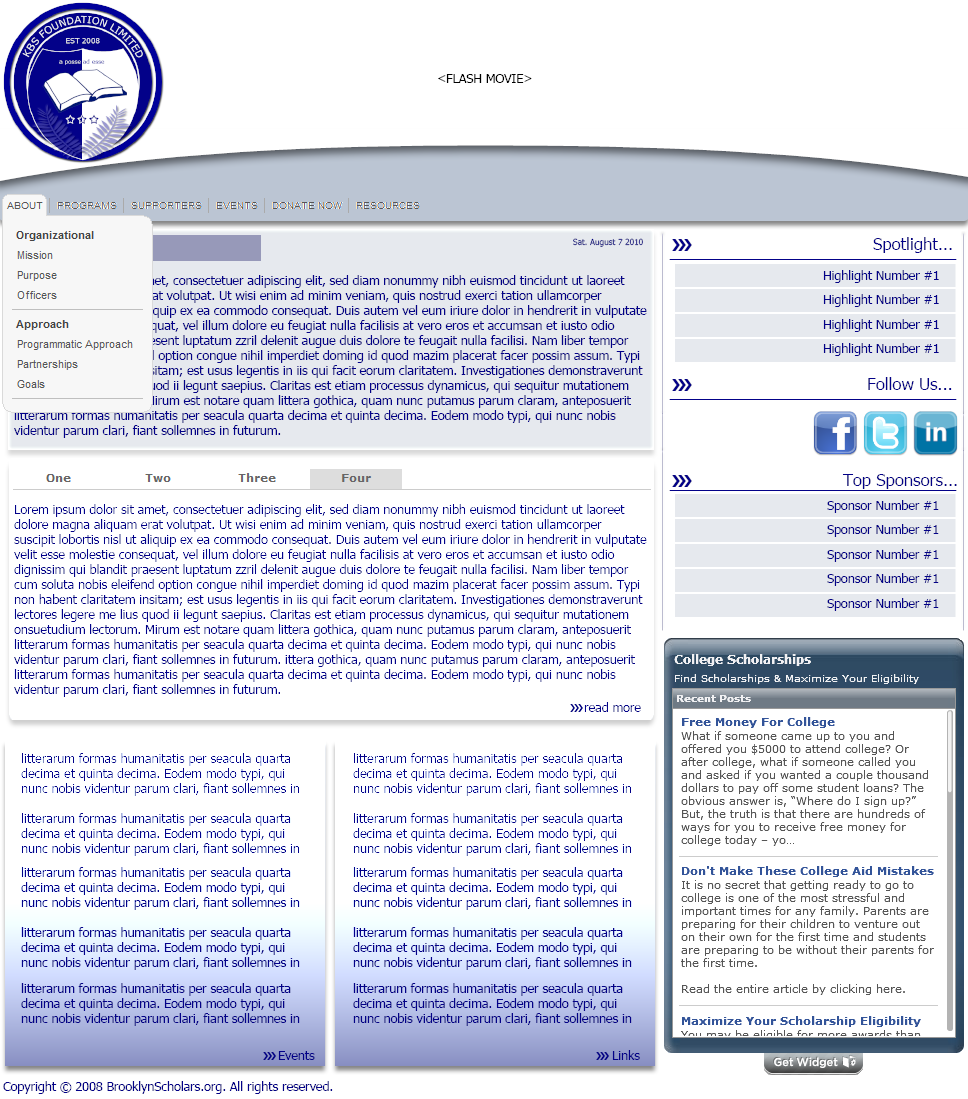 KBS FOUNDATION LIMITED
EST 2008
a posse ad esse
<FLASH MOVIE>
ABOUT PROGRAMS SUPPORTERS EVENTS DONATE NOW RESOURCES
Organizational
Mission
Purpose
Officers
Approach
Programmatic Approach
Partnerships
Goals
Sat. August 7 2010
amet, consectetuer adipiscing elit, sed diam nonummy nibh euismod tincidunt ut laoreet
erat volutpat. Ut wisi enim ad minim veniam, quis nostrud exerci tation ullamcorper
aliquip ex ea commodo consequat. Duis autem vel eum iriure dolor in hendrerit in vulputate
quat, vel illum dolore eu feugiat nulla facilisis at vero eros et accumsan et iusto odio
esent luptatum zzril delenit augue duis dolore te feugait nulla facilisi. Nam liber tempor
option congue nihil imperdiet doming id quod mazim placerat facer possim assum. Typi
sitam; est usus legentis in iis qui facit eorum claritatem. Investigationes demonstraverunt
quod ii legunt saepius. Claritas est etiam processus dynamicus, qui sequitur mutationem
lirum est notare quam littera gothica, quam nunc putamus parum claram, anteposuerit
litterarum formas humanitatis per seacula quarta decima et quinta decima. Eodem modo typi, qui nunc nobis
videntur parum clari, fiant sollemnes in futurum.
One Two Three Four
Lorem ipsum dolor sit amet, consectetuer adipiscing elit, sed diam nonummy nibh euismod tincidunt ut laoreet
dolore magna aliquam erat volutpat. Ut wisi enim ad minim veniam, quis nostrud exerci tation ullamcorper
suscipit lobortis nisl ut aliquip ex ea commodo consequat. Duis autem vel eum iriure dolor in hendrerit in vulputate
velit esse molestie consequat, vel illum dolore eu feugiat nulla facilisis at vero eros et accumsan et iusto odio
dignissim qui blandit praesent luptatum zzril delenit augue duis dolore te feugait nulla facilisi. Nam liber tempor
cum soluta nobis eleifend option congue nihil imperdiet doming id quod mazim placerat facer possim assum. Typi
non habent claritatem insitam; est usus legentis in iis qui facit eorum claritatem. Investigationes demonstraverunt
lectores legere me lius quod ii legunt saepius. Claritas est etiam processus dynamicus, qui sequitur mutationem
onsuetudium lectorum. Mirum est notare quam littera gothica, quam nunc putamus parum claram, anteposuerit
litterarum formas humanitatis per seacula quarta decima et quinta decima. Eodem modo typi, qui nunc nobis
videntur parum clari, fiant sollemnes in futurum. ittera gothica, quam nunc putamus parum claram, anteposuerit
litterarum formas humanitatis per seacula quarta decima et quinta decima. Eodem modo typi, qui nunc nobis
videntur parum clari, fiant sollemnes in futurum.
read more
litterarum formas humanitatis per seacula quarta
decima et quinta decima. Eodem modo typi, qui
nunc nobis videntur parum clari, fiant sollemnes in
litterarum formas humanitatis per seacula quarta
decima et quinta decima. Eodem modo typi, qui
nunc nobis videntur parum clari, fiant sollemnes in
litterarum formas humanitatis per seacula quarta
decima et quinta decima. Eodem modo typi, qui
nunc nobis videntur parum clari, fiant sollemnes in
litterarum formas humanitatis per seacula quarta
decima et quinta decima. Eodem modo typi, qui
nunc nobis videntur parum clari, fiant sollemnes in
litterarum formas humanitatis per seacula quarta
decima et quinta decima. Eodem modo typi, qui
nunc nobis videntur parum clari, fiant sollemnes in
Events
litterarum formas humanitatis per seacula quarta
decima et quinta decima. Eodem modo typi, qui
nunc nobis videntur parum clari, fiant sollemnes in
litterarum formas humanitatis per seacula quarta
decima et quinta decima. Eodem modo typi, qui
nunc nobis videntur parum clari, fiant sollemnes in
litterarum formas humanitatis per seacula quarta
decima et quinta decima. Eodem modo typi, qui
nunc nobis videntur parum clari, fiant sollemnes in
litterarum formas humanitatis per seacula quarta
decima et quinta decima. Eodem modo typi, qui
nunc nobis videntur parum clari, fiant sollemnes in
litterarum formas humanitatis per seacula quarta
decima et quinta decima. Eodem modo typi, qui
nunc nobis videntur parum clari, fiant sollemnes in
Links
Spotlight...
Highlight Number #1
Highlight Number #1
Highlight Number #1
Highlight Number #1
Follow Us...
f t in
Top Sponsors...
Sponsor Number #1
Sponsor Number #1
Sponsor Number #1
Sponsor Number #1
Sponsor Number #1
College Scholarships
Find Scholarships & Maximize Your Eligibility
Recent Posts
Free Money For College
What if someone came up to you and
offered you $5000 to attend college? Or
after college, what if someone called you
and asked if you wanted a couple thousand
dollars to pay off some student loans? The
obvious answer is, “Where do I sign up?”
But, the truth is that there are hundreds of
ways for you to receive free money for
college today – yo…
Don't Make These College Aid Mistakes
It is no secret that getting ready to go to
college is one of the most stressful and
important times for any family. Parents are
preparing for their children to venture out
on their own for the first time and students
are preparing to be without their parents for
the first time.
Read the entire article by clicking here.
Maximize Your Scholarship Eligibility
You may be eligible for more awards than
Get Widget
Copyright © 2008 BrooklynScholars.org. All rights reserved.